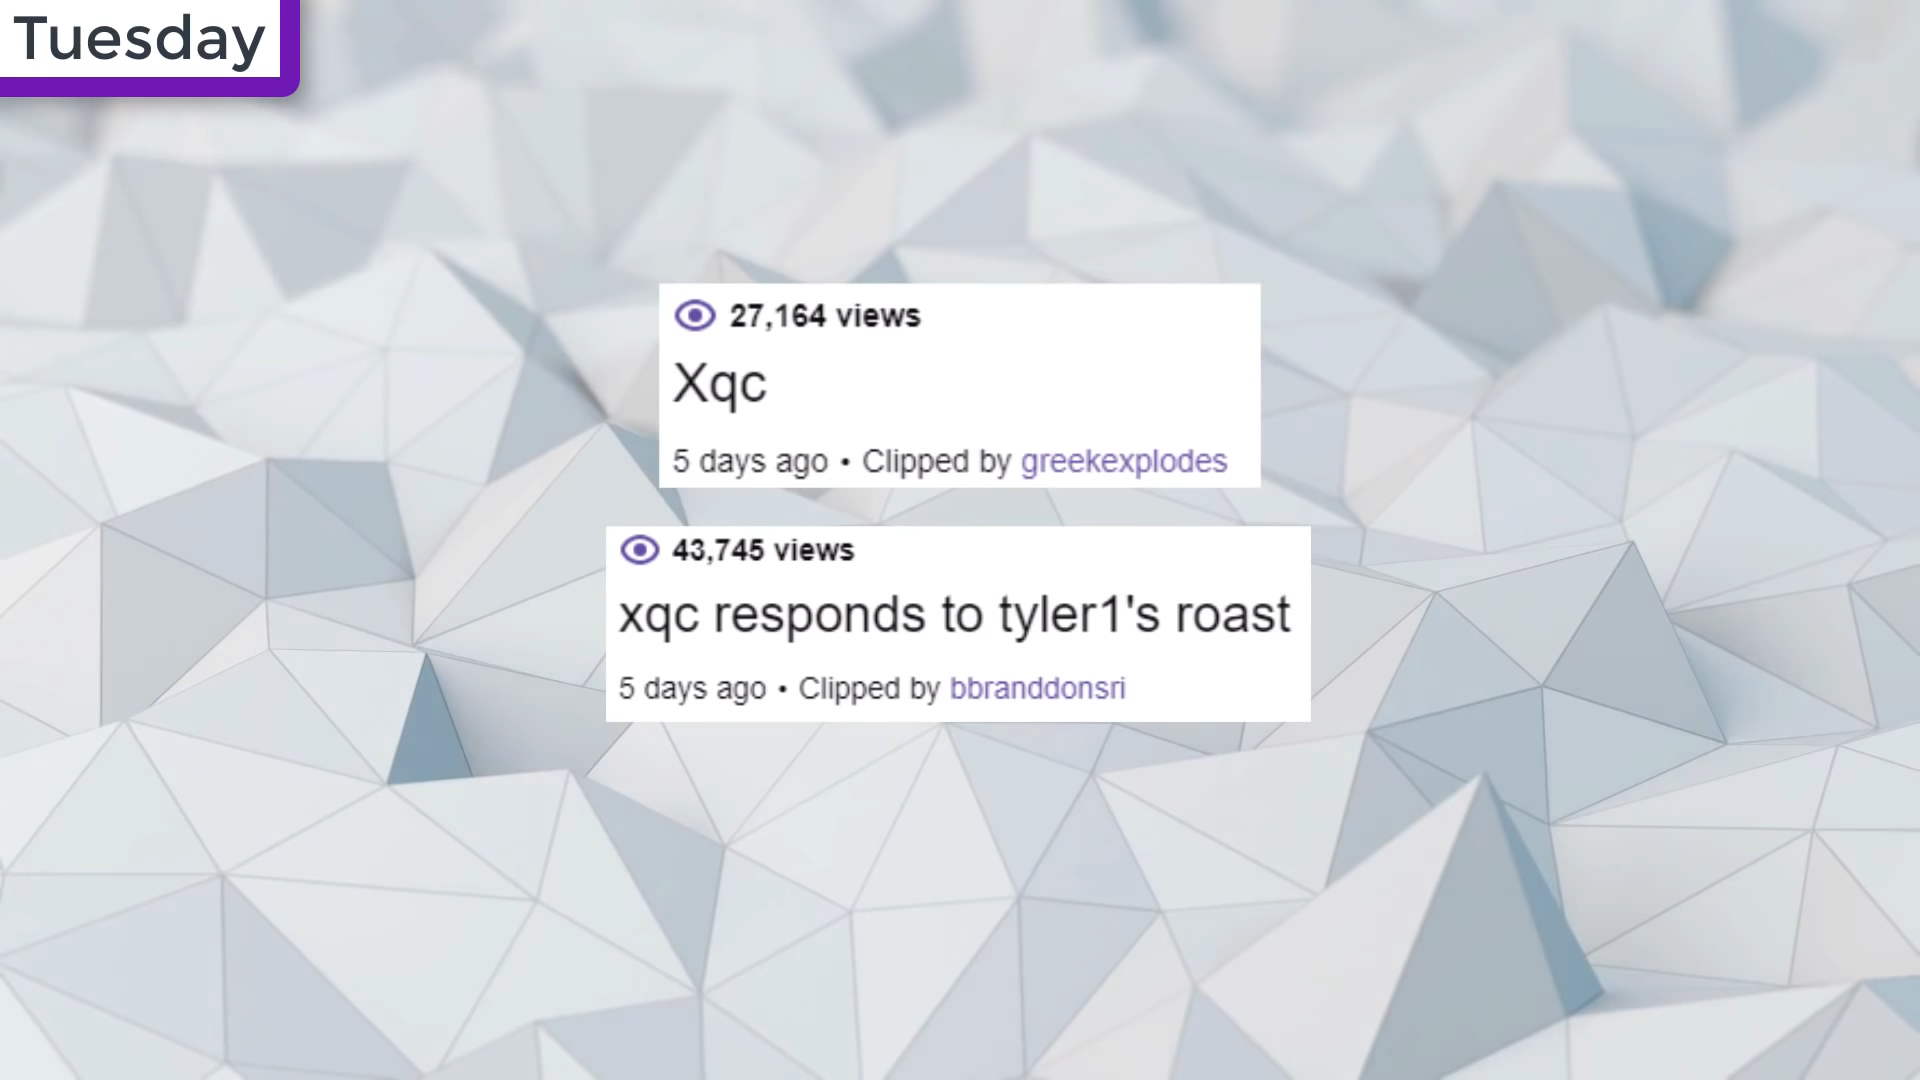 Tuesday
27,164 views
Xqc
5 days ago • Clipped by greekexplodes
43,745 views
xqc responds to tyler1's roast
5 days ago • Clipped by bbranddonsri